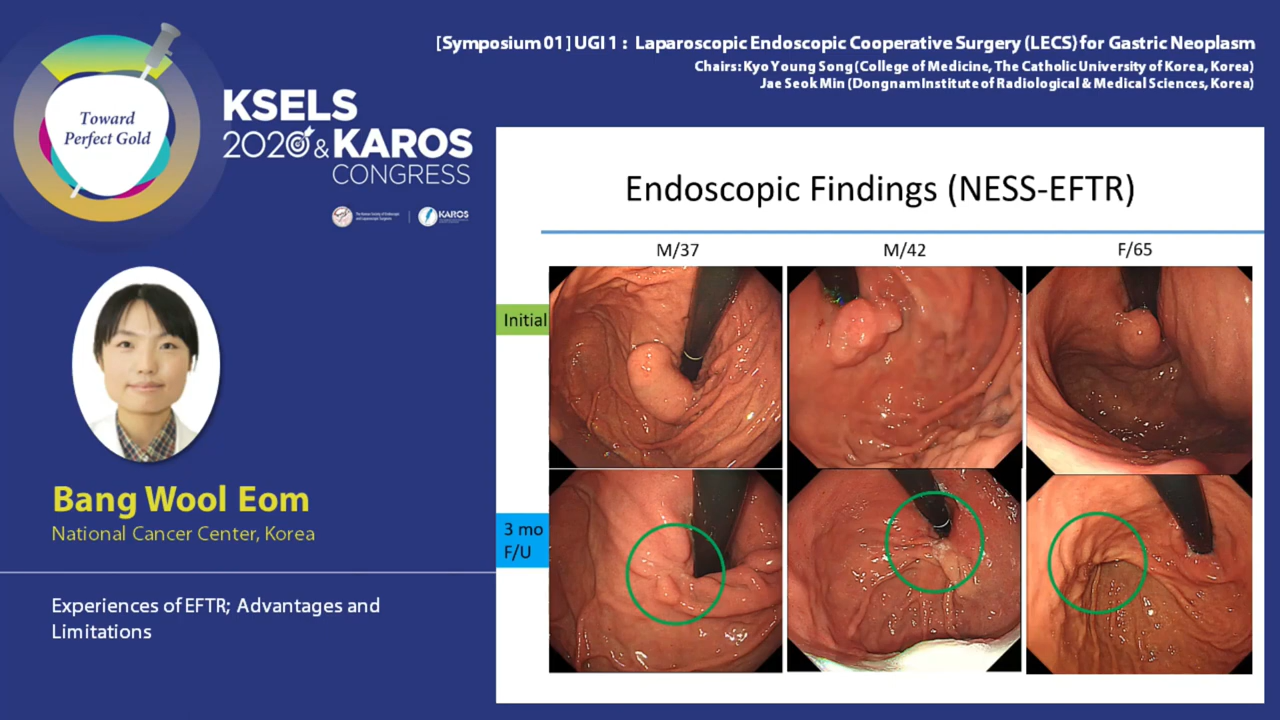 [Symposium 01] UGI 1 : Laparoscopic Endoscopic Cooperative Surgery (LECS) for Gastric Neoplasm
Chairs: Kyo Young Song (College of Medicine, The Catholic University of Korea, Korea)
Jae Seok Min (Dongnam Institute of Radiological & Medical Sciences, Korea)
Toward
Perfect Gold
KSELS
2020 & KAROS
CONGRESS
KAROS
Bang Wool Eom
National Cancer Center, Korea
Experiences of EFTR; Advantages and
Limitations
Endoscopic Findings (NESS-EFTR)
M/37 M/42 F/65
Initial
3 mo
F/U